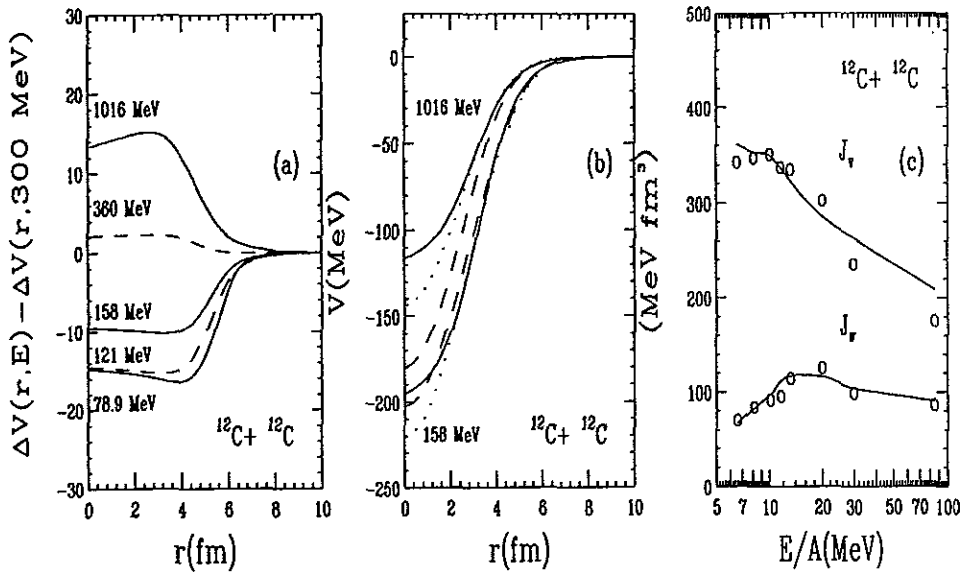 ΔV(r,E)−ΔV(r,300 MeV)
30
20
10
0
-10
-20
-30
1016 MeV
360 MeV
158 MeV
121 MeV
78.9 MeV
(a)
¹²C+ ¹²C
0 2 4 6 8 10
r(fm)
V(MeV)
0
-50
-100
-150
-200
-250
1016 MeV
(b)
158 MeV
¹²C+ ¹²C
0 2 4 6 8 10
r(fm)
(MeV fm³)
500
400
300
200
100
0
¹²C+ ¹²C
J_V
(c)
J_W
5 7 10 20 40 70 100
E/A(MeV)